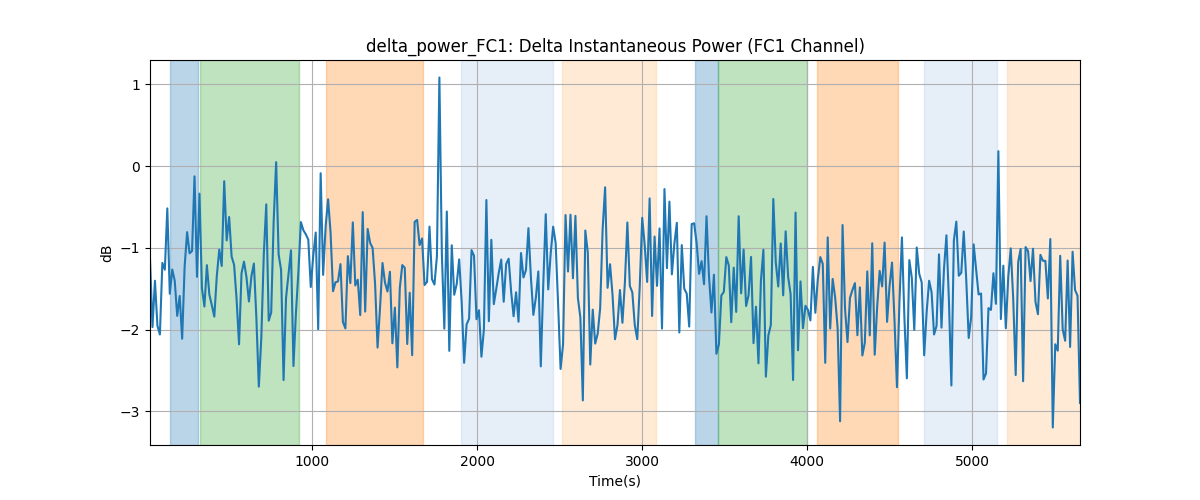 delta_power_FC1: Delta Instantaneous Power (FC1 Channel)
dB
1
0
−1
−2
−3
1000 2000 3000 4000 5000
Time(s)